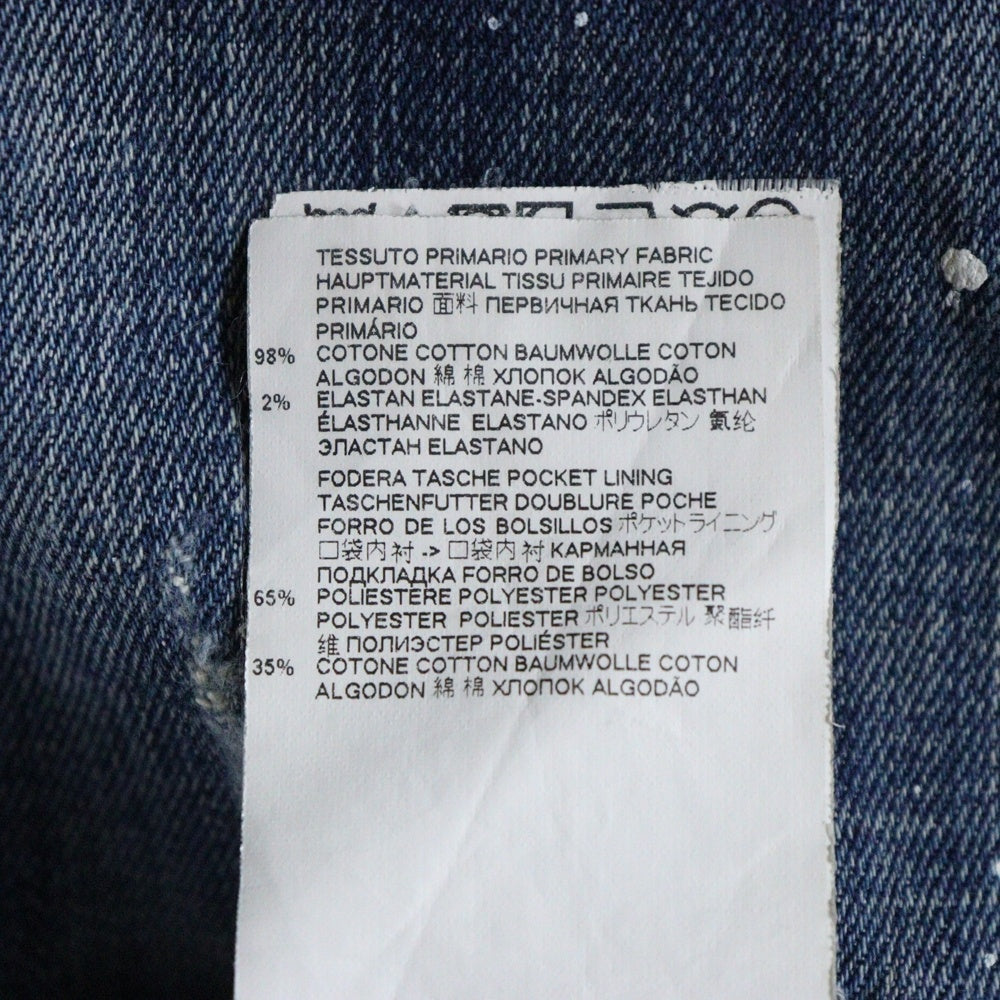 TESSUTO PRIMARIO PRIMARY FABRIC
HAUPTMATERIAL TISSU PRIMAIRE TEJIDO
PRIMARIO 面料 ПЕРВИЧНАЯ ТКАНЬ TECIDO
PRIMÁRIO
98% COTONE COTTON BAUMWOLLE COTON
ALGODON 綿 棉 ХЛОПОК ALGODÃO
2% ELASTAN ELASTANE-SPANDEX ELASTHAN
ÉLASTHANNE ELASTANO ポリウレタン 氨纶
ЭЛАСТАН ELASTANO
FODERA TASCHE POCKET LINING
TASCHENFUTTER DOUBLURE POCHE
FORRO DE LOS BOLSILLOS ポケットライニング
口袋内衬 -> 口袋内衬 КАРМАННАЯ
ПОДКЛАДКА FORRO DE BOLSO
65% POLIESTERE POLYESTER POLYESTER
POLYESTER POLIESTER ポリエステル 聚酯纤
维 ПОЛИЭСТЕР POLIÉSTER
35% COTONE COTTON BAUMWOLLE COTON
ALGODON 綿 棉 ХЛОПОК ALGODÃO